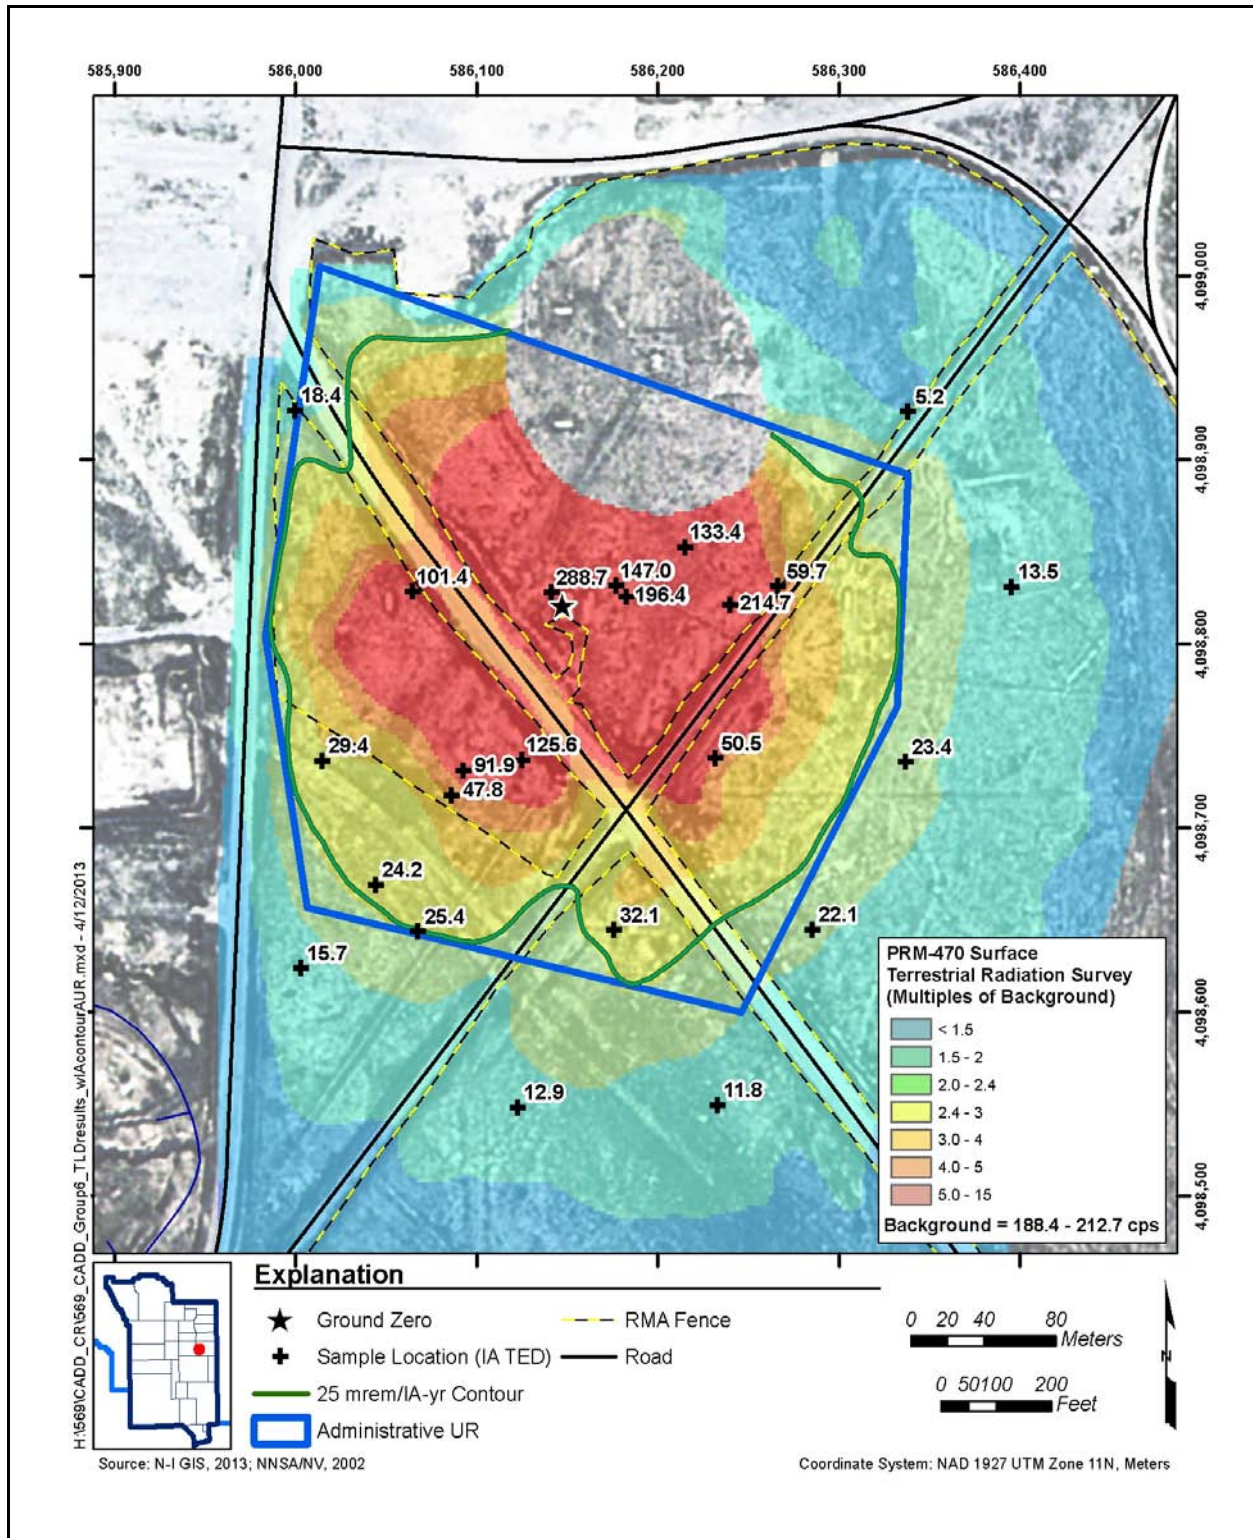 585,900 586,000 586,100 586,200 586,300 586,400
4,099,000
18.4
5.2
4,098,900
133.4
101.4
288.7
147.0
59.7
13.5
196.4
214.7
4,098,800
29.4
125.6
50.5
23.4
91.9
47.8
4,098,700
24.2
25.4
32.1
22.1
15.7
PRM-470 Surface
Terrestrial Radiation Survey
(Multiples of Background)
< 1.5
1.5 - 2
2.0 - 2.4
2.4 - 3
3.0 - 4
4.0 - 5
5.0 - 15
Background = 188.4 - 212.7 cps
4,098,600
12.9
11.8
4,098,500
H:\569\CADD_CR\569_CADD_Group6_TLDresults_wIAcontourAUR.mxd - 4/12/2013
Explanation
Ground Zero
RMA Fence
Sample Location (IA TED)
Road
25 mrem/IA-yr Contour
Administrative UR
0 20 40 80
Meters
0 50100 200
Feet
N
Source: N-I GIS, 2013; NNSA/NV, 2002
Coordinate System: NAD 1927 UTM Zone 11N, Meters